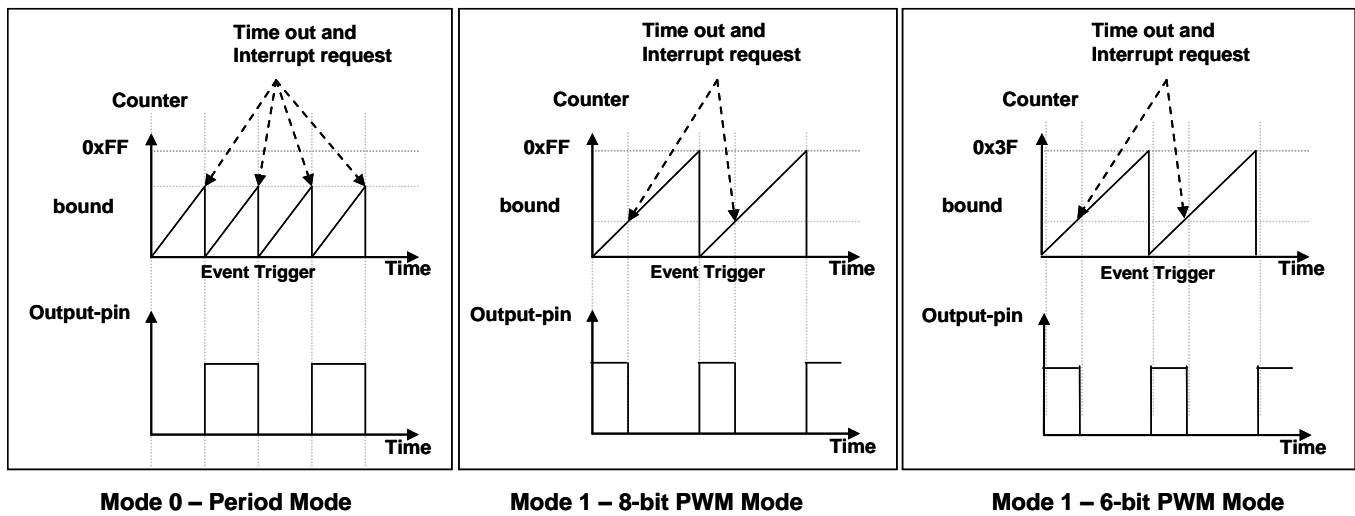 Time out and
Interrupt request
Counter
0xFF
bound
Event Trigger
Time
Output-pin
Time
Mode 0 – Period Mode
Time out and
Interrupt request
Counter
0xFF
bound
Event Trigger
Time
Output-pin
Time
Mode 1 – 8-bit PWM Mode
Time out and
Interrupt request
Counter
0x3F
bound
Event Trigger
Time
Output-pin
Time
Mode 1 – 6-bit PWM Mode